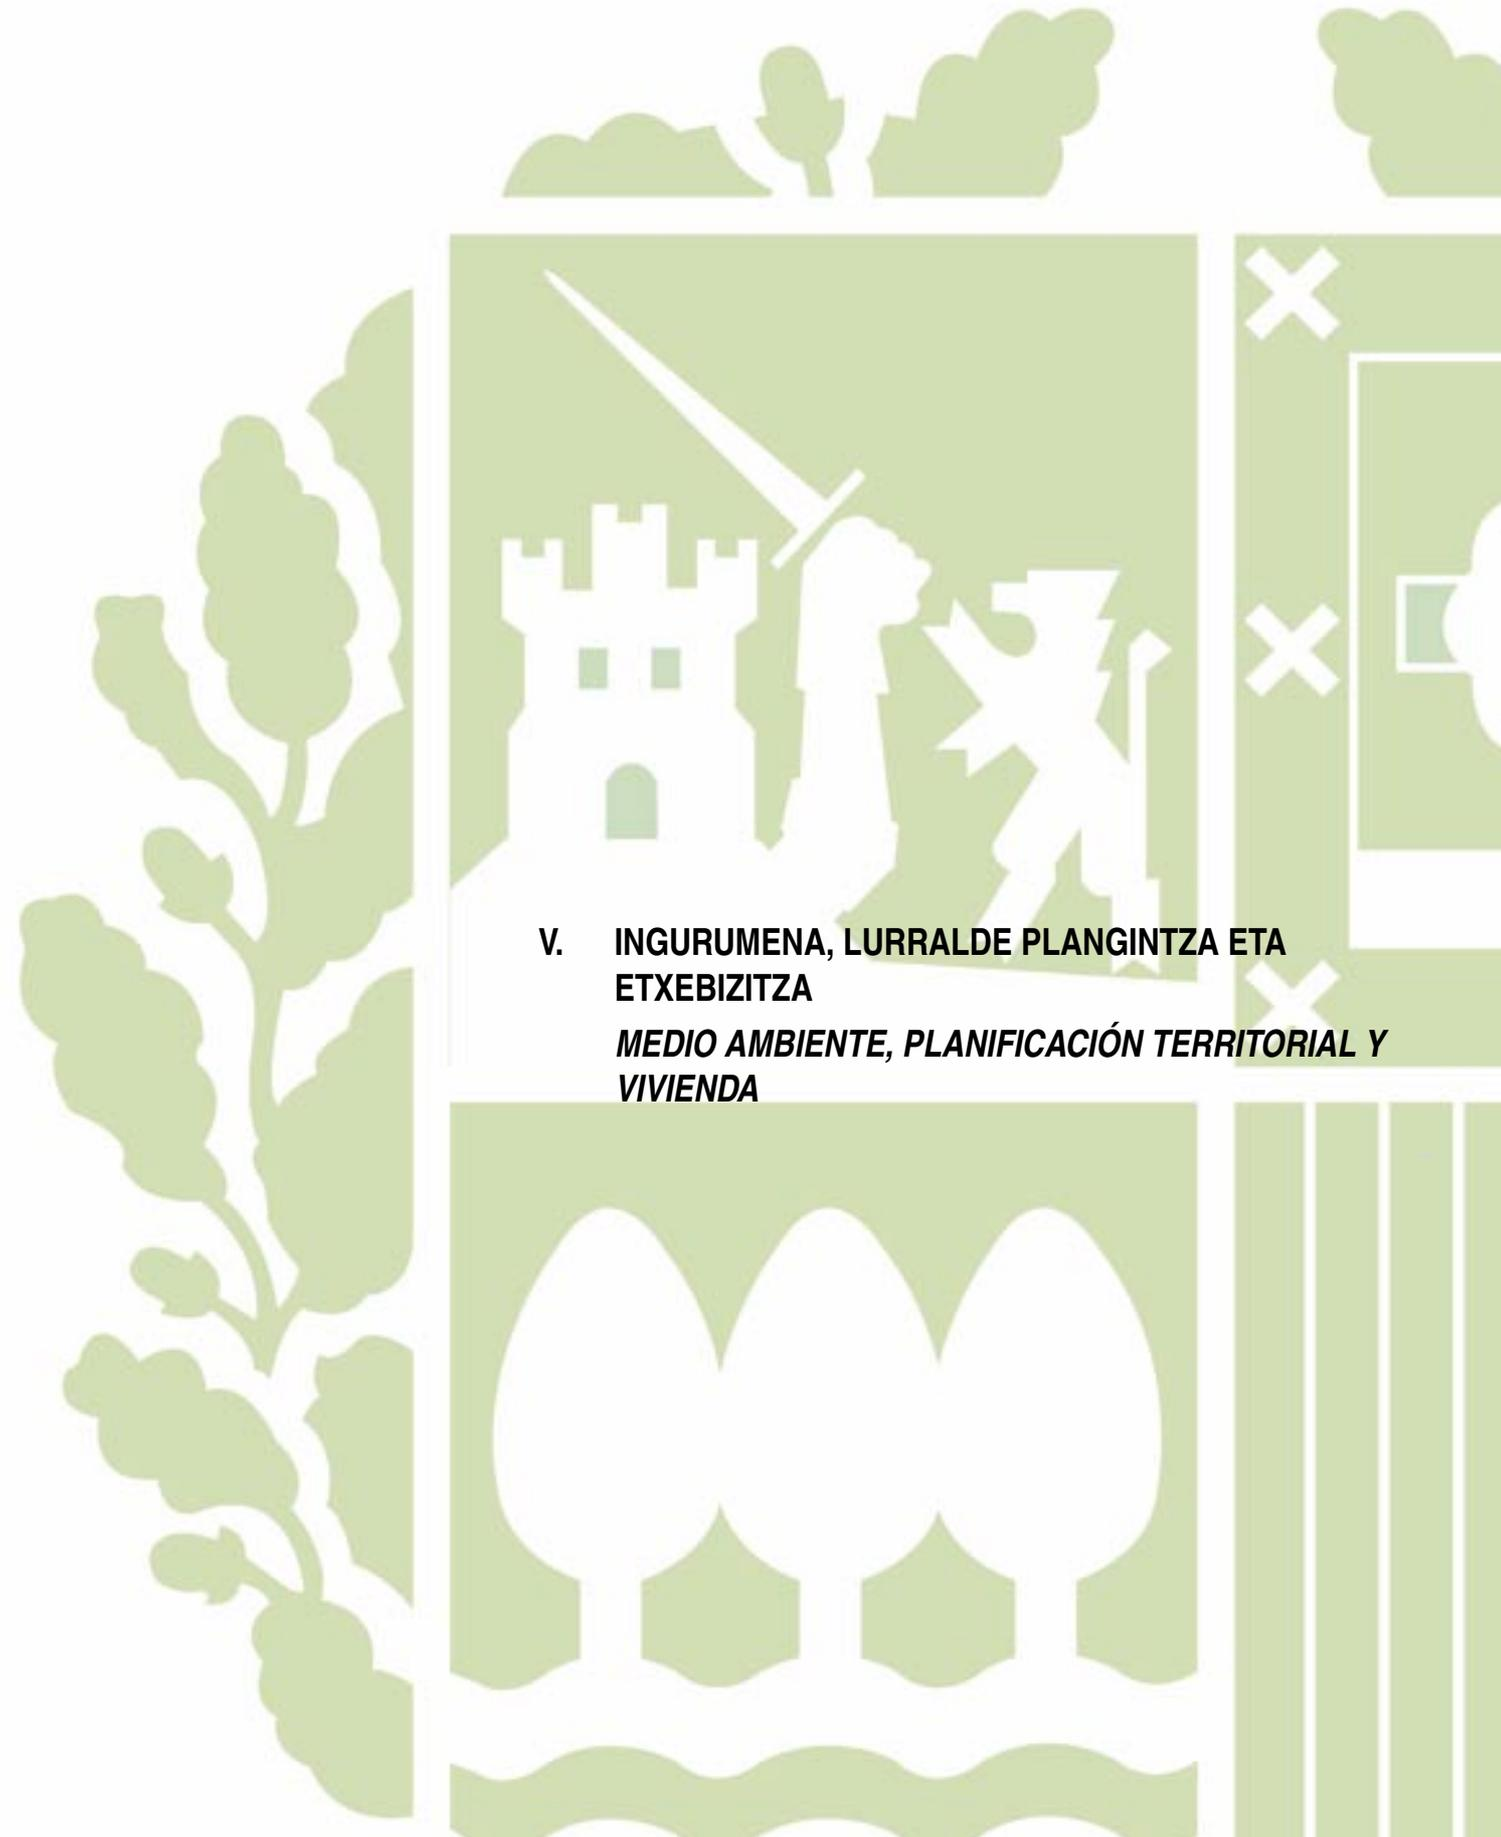 V. INGURUMENA, LURRALDE PLANGINTZA ETA
ETXEBIZITZA
MEDIO AMBIENTE, PLANIFICACIÓN TERRITORIAL Y
VIVIENDA